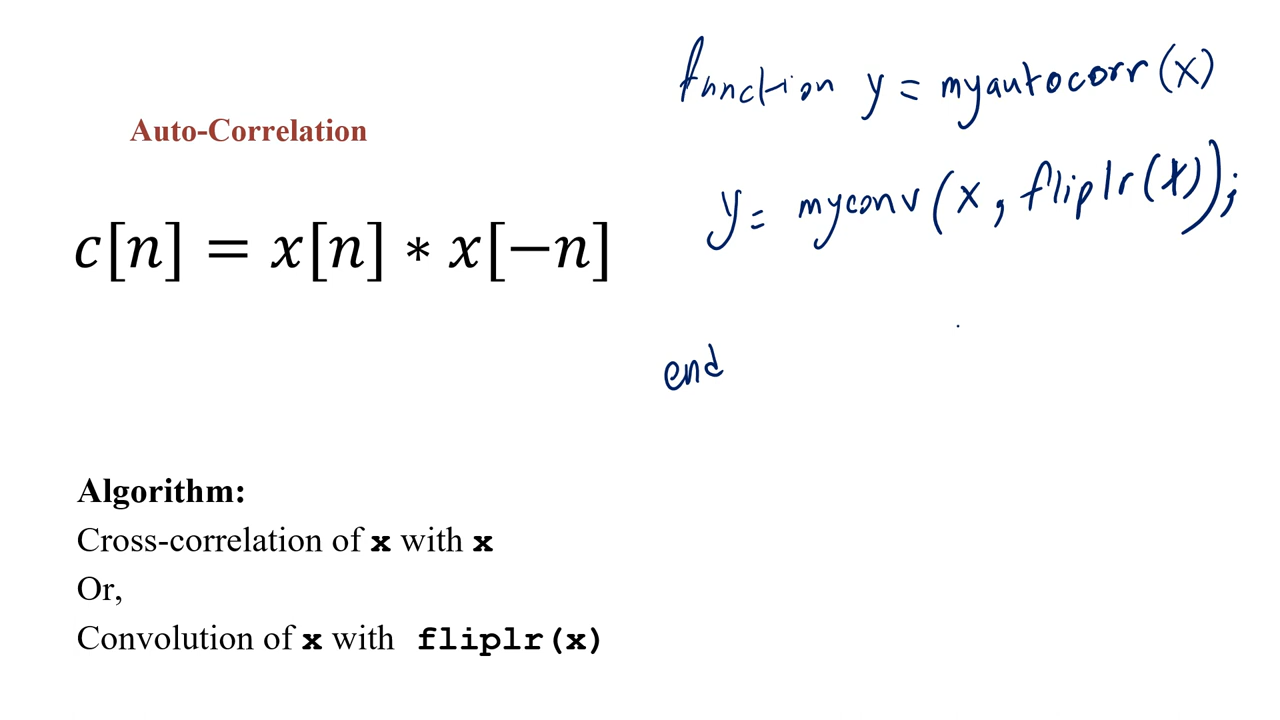 Auto-Correlation
c[n] = x[n] ∗ x[−n]
function y = myautocorr(x)
y = myconv(x, fliplr(x));
end
Algorithm:
Cross-correlation of x with x
Or,
Convolution of x with fliplr(x)